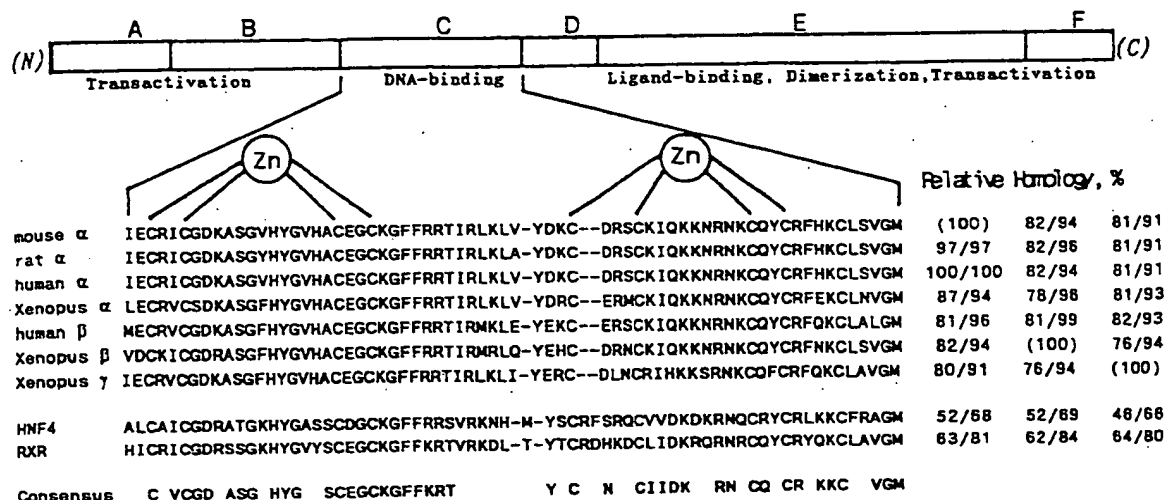 A B C D E F
(N) (C)
Transactivation DNA-binding Ligand-binding, Dimerization,Transactivation
Zn Zn
Relative Homology, %
mouse α IECRICGDKASGVHYGVHACEGCKGFFRRTIRLKLV-YDKC--DRSCKIQKKNRNKCQYCRFHKCLSVGM (100) 82/94 81/91
rat α IECRICGDKASGYHYGVHACEGCKGFFRRTIRLKLA-YDKC--DRSCKIQKKNRNKCQYCRFHKCLSVGM 97/97 82/96 81/91
human α IECRICGDKASGYHYGVHACEGCKGFFRRTIRLKLV-YDKC--DRSCKIQKKNRNKCQYCRFHKCLSVGM 100/100 82/94 81/91
Xenopus α LECRVCSDKASGFHYGVHACEGCKGFFRRTIRLKLV-YDRC--ERMCKIQKKNRNKCQYCRFEKCLNVGM 87/94 78/98 81/93
human β MECRVCGDKASGFHYGVHACEGCKGFFRRTIRMKLE-YEKC--ERSCKIQKKNRNKCQYCRFQKCLALGM 81/96 81/99 82/93
Xenopus β VDCKICGDRASGFHYGVHACEGCKGFFRRTIRMRLQ-YEHC--DRNCKIQKKNRNKCQYCRFNKCLSVGM 82/94 (100) 76/94
Xenopus γ IECRVCGDKASGFHYGVHACEGCKGFFRRTIRLKLI-YERC--DLNCRIHKKSRNKCQFCRFQKCLAVGM 80/91 76/94 (100)
HNF4 ALCAICGDRATGKHYGASSCDGCKGFFRRSVRKNH-M-YSCRFSRQCVVDKDKRNQCRYCRLKKCFRAGM 52/68 52/69 46/66
RXR HICRICGDRSSGKHYGVYSCEGCKGFFKRTVRKDL-T-YTCRDHKDCLIDKRQRNRCQYCRYQKCLAVGM 63/81 62/84 64/80
Consensus C VCGD ASG HYG SCEGCKGFFKRT Y C N CIIDK RN CQ CR KKC VGM